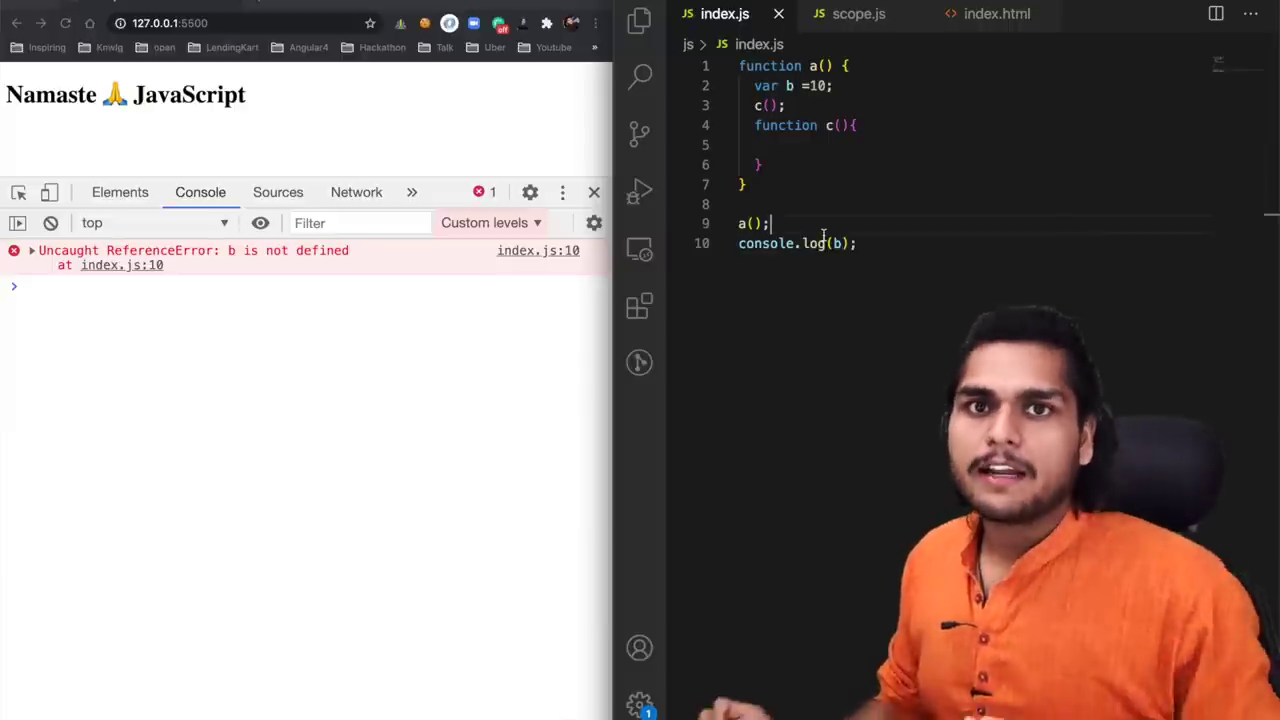 127.0.0.1:5500
Inspiring Knwlg open LendingKart Angular4 Hackathon Talk Uber Youtube »
Namaste 🙏 JavaScript
Elements Console Sources Network » 1
top Filter Custom levels
Uncaught ReferenceError: b is not defined index.js:10
at index.js:10
>
off
JS index.js JS scope.js <> index.html ...
js > JS index.js
1 function a() {
2 var b =10;
3 c();
4 function c(){
5
6 }
7 }
8
9 a();
10 console.log(b);
1